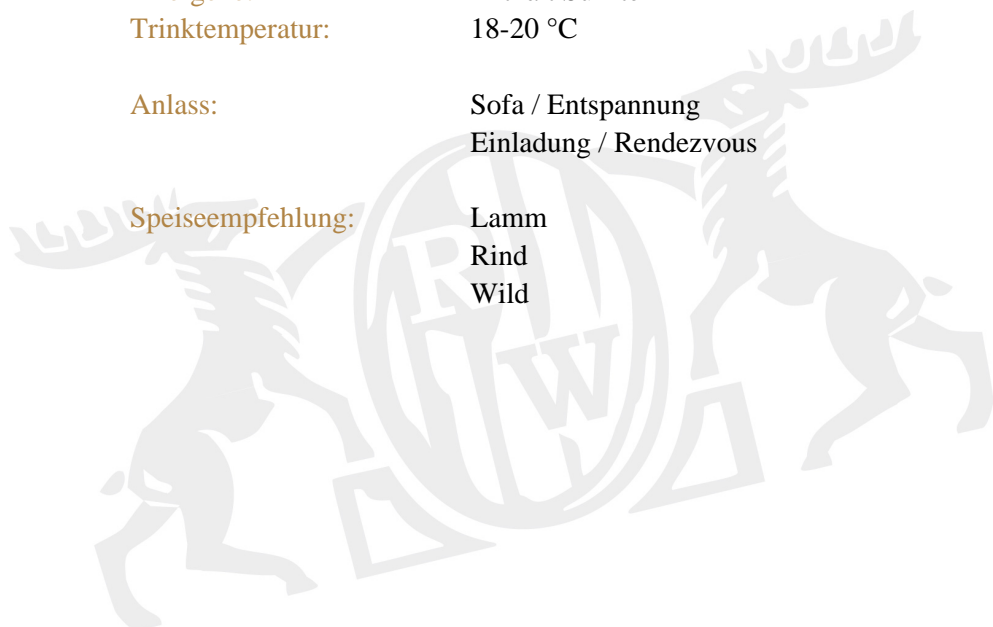 Trinktemperatur: 18-20 °C
Anlass: Sofa / Entspannung
Einladung / Rendezvous
Speiseempfehlung: Lamm
Rind
Wild
R
W